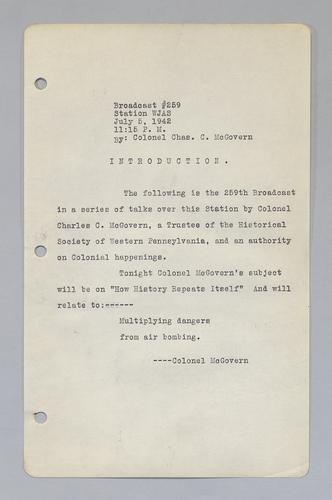 Broadcast #259
Station WJAS
July 5, 1942
11:15 P. M.
By: Colonel Chas. C. McGovern
I N T R O D U C T I O N .
The following is the 259th Broadcast
in a series of talks over this Station by Colonel
Charles C. McGovern, a Trustee of the Historical
Society of Western Pennsylvania, and an authority
on Colonial happenings.
Tonight Colonel McGovern's subject
will be on "How History Repeats Itself" And will
relate to:------
Multiplying dangers
from air bombing.
----Colonel McGovern